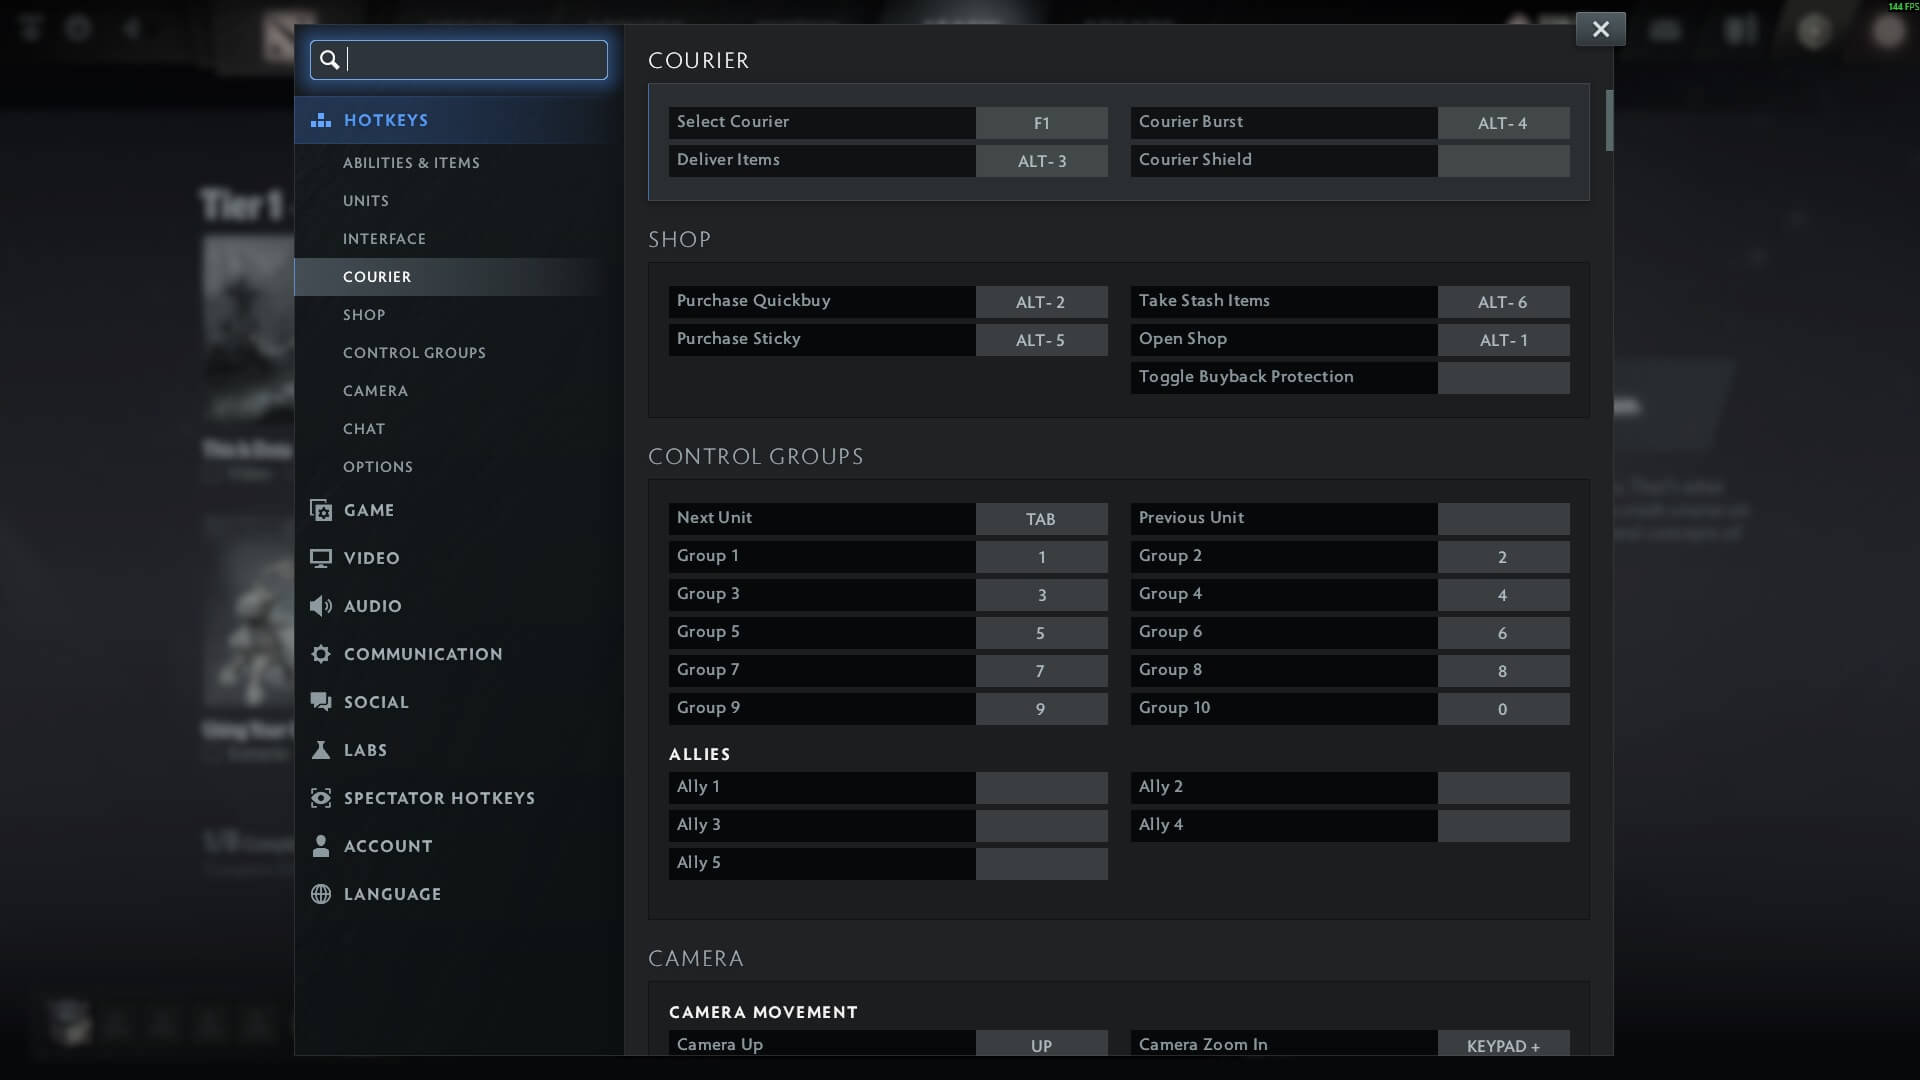 144 FPS
HOTKEYS
ABILITIES & ITEMS
UNITS
INTERFACE
COURIER
SHOP
CONTROL GROUPS
CAMERA
CHAT
OPTIONS
GAME
VIDEO
AUDIO
COMMUNICATION
SOCIAL
LABS
SPECTATOR HOTKEYS
ACCOUNT
LANGUAGE
Tier 1
COURIER
Select Courier F1 Courier Burst ALT- 4
Deliver Items ALT- 3 Courier Shield
SHOP
Purchase Quickbuy ALT- 2 Take Stash Items ALT- 6
Purchase Sticky ALT- 5 Open Shop ALT- 1
Toggle Buyback Protection
CONTROL GROUPS
Next Unit TAB Previous Unit
Group 1 1 Group 2 2
Group 3 3 Group 4 4
Group 5 5 Group 6 6
Group 7 7 Group 8 8
Group 9 9 Group 10 0
ALLIES
Ally 1 Ally 2
Ally 3 Ally 4
Ally 5
CAMERA
CAMERA MOVEMENT
Camera Up UP Camera Zoom In KEYPAD +